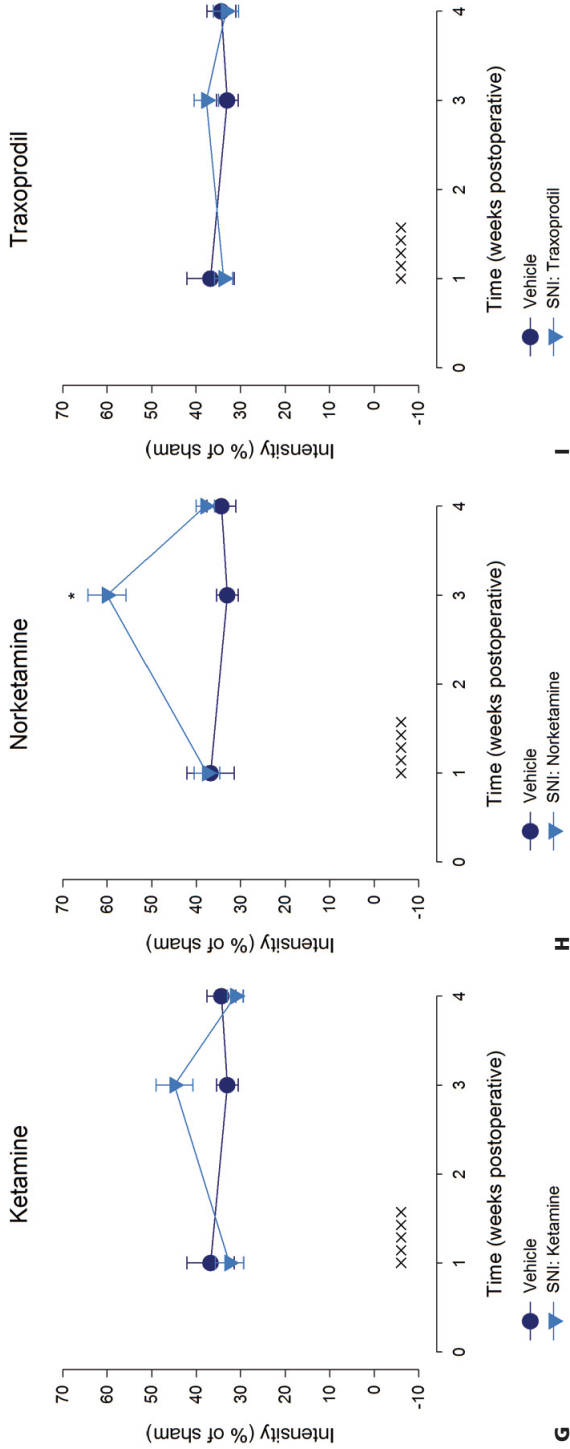 Ketamine
Intensity (% of sham)
70
60
50
40
30
20
10
0
-10
×××××
0 1 2 3 4
Time (weeks postoperative)
Vehicle
SNI: Ketamine
G
Norketamine
Intensity (% of sham)
70
60
50
40
30
20
10
0
-10
*
×××××
0 1 2 3 4
Time (weeks postoperative)
Vehicle
SNI: Norketamine
H
Traxoprodil
Intensity (% of sham)
70
60
50
40
30
20
10
0
-10
×××××
0 1 2 3 4
Time (weeks postoperative)
Vehicle
SNI: Traxoprodil
I